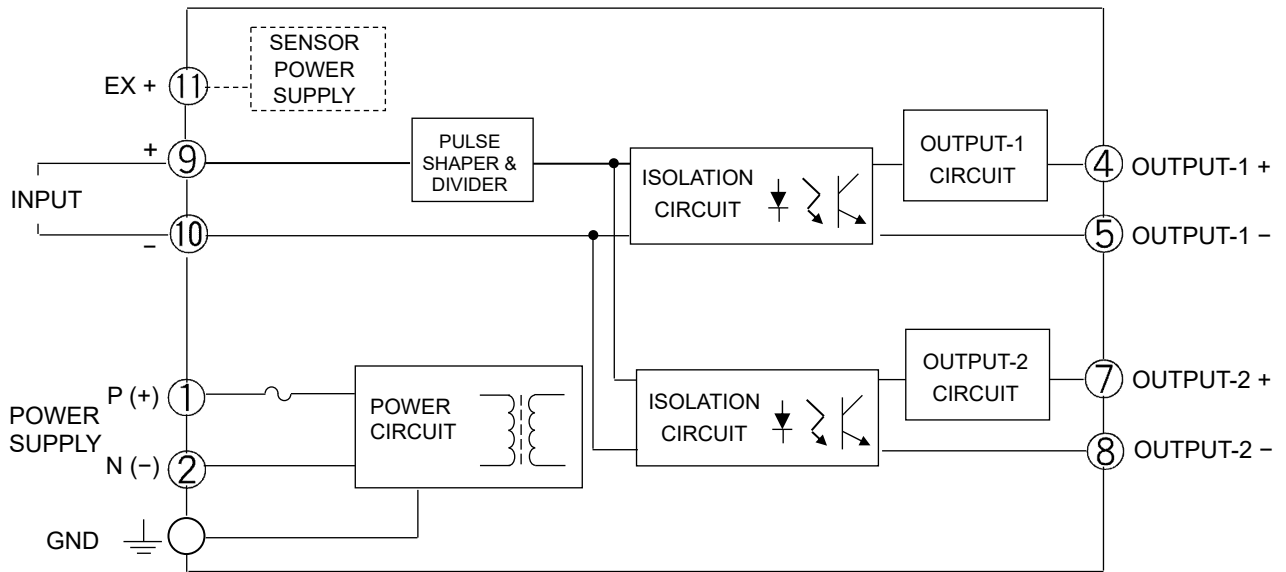 SENSOR
POWER
SUPPLY
EX +
11
+
9
INPUT
10
−
PULSE
SHAPER &
DIVIDER
ISOLATION
CIRCUIT
OUTPUT-1
CIRCUIT
4
OUTPUT-1 +
5
OUTPUT-1 −
POWER
SUPPLY
P (+)
1
N (−)
2
GND
POWER
CIRCUIT
ISOLATION
CIRCUIT
OUTPUT-2
CIRCUIT
7
OUTPUT-2 +
8
OUTPUT-2 −